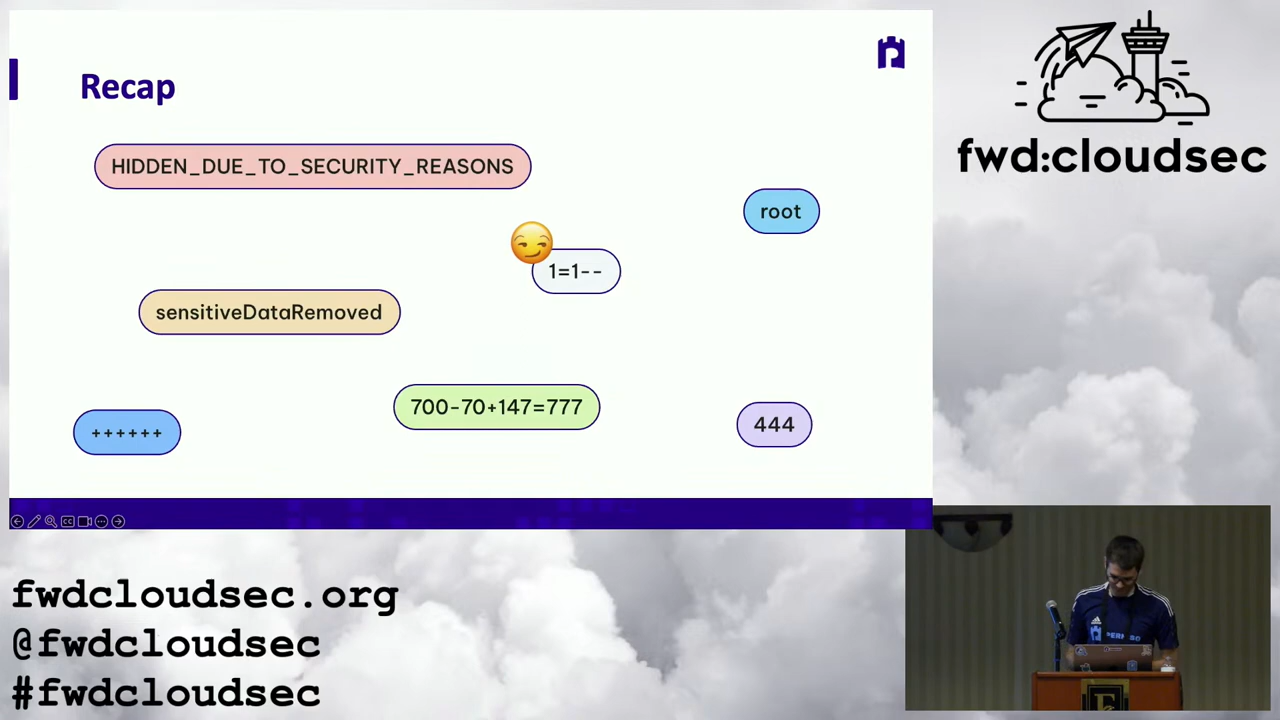 Recap
HIDDEN_DUE_TO_SECURITY_REASONS
root
1=1--
sensitiveDataRemoved
700-70+147=777
++++++
444
fwd:cloudsec
fwdcloudsec.org
@fwdcloudsec
#fwdcloudsec